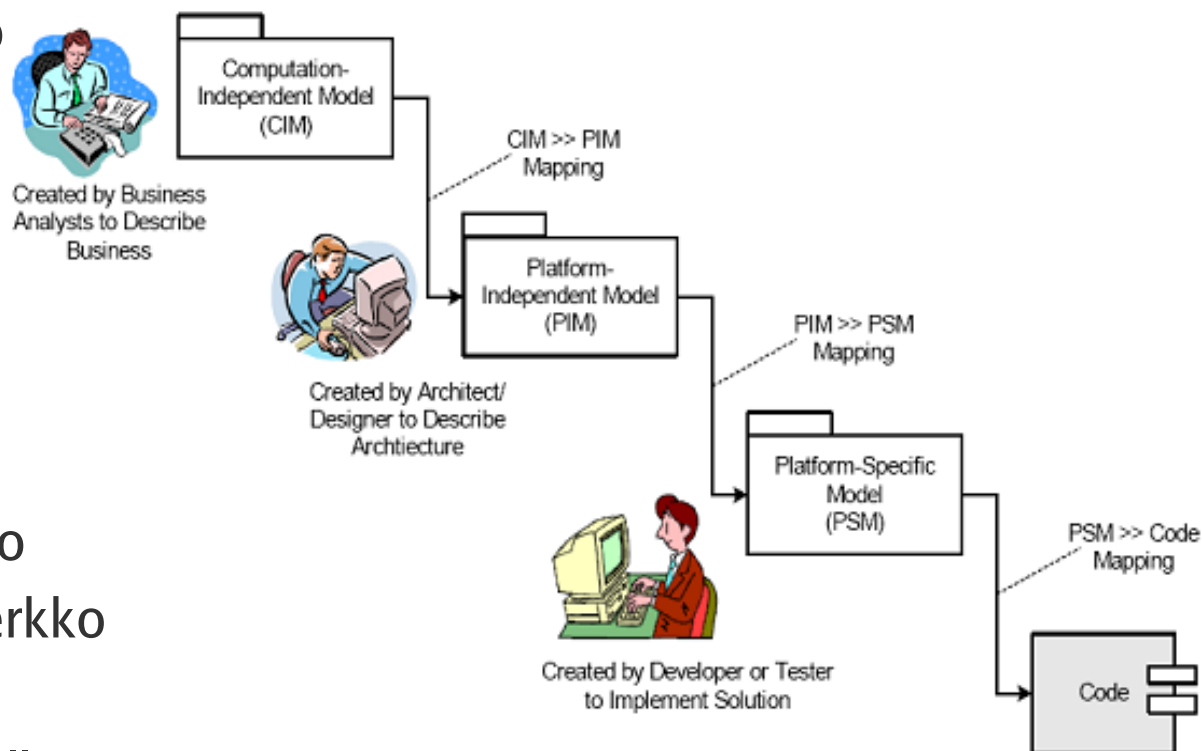 Computation-
Independent Model
(CIM)
CIM >> PIM
Mapping
Created by Business
Analysts to Describe
Business
Platform-
Independent Model
(PIM)
PIM >> PSM
Mapping
Created by Architect/
Designer to Describe
Archtiecture
Platform-Specific
Model
(PSM)
o
erkko
PSM >> Code
Mapping
Created by Developer or Tester
to Implement Solution
Code